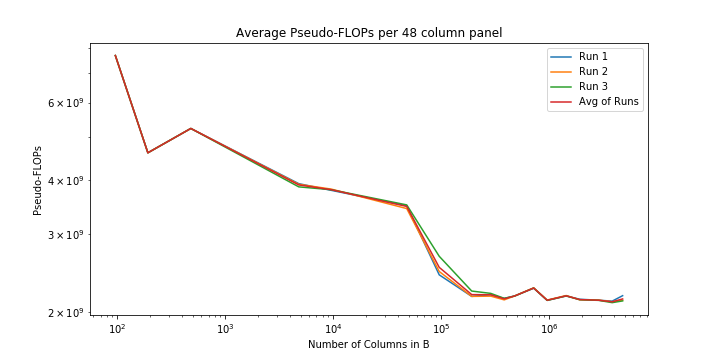 Average Pseudo-FLOPs per 48 column panel
Run 1
Run 2
Run 3
Avg of Runs
Pseudo-FLOPs
6 × 10⁹
4 × 10⁹
3 × 10⁹
2 × 10⁹
10² 10³ 10⁴ 10⁵ 10⁶
Number of Columns in B